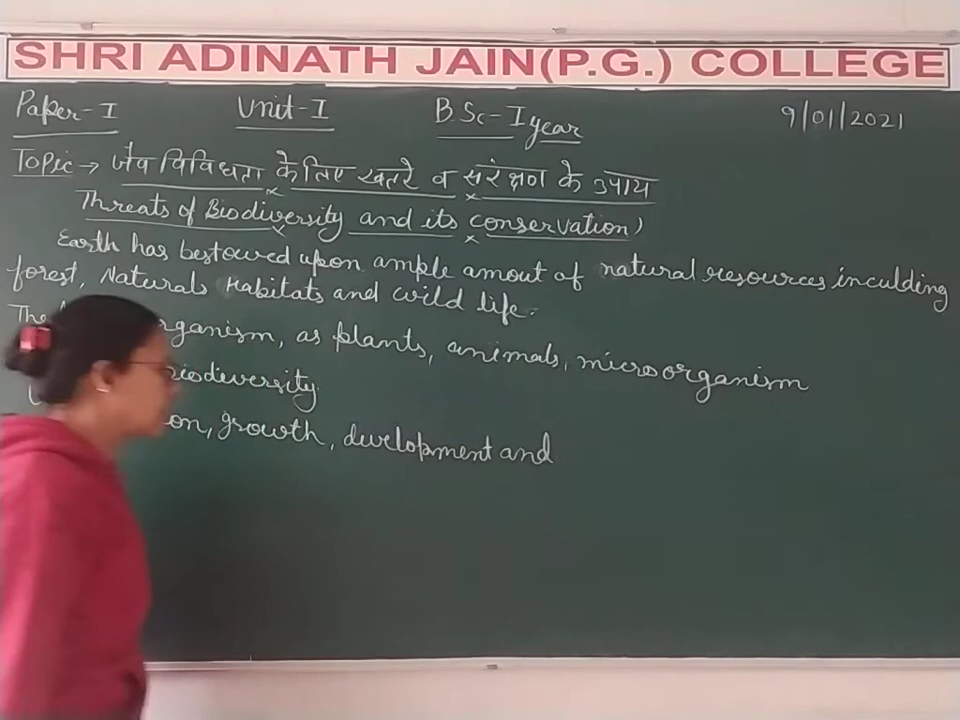 SHRI ADINATH JAIN(P.G.) COLLEGE
Paper-I Unit-I B.Sc-I year 9/01/2021
Topic → जैव विविधता के लिए खतरे व संरक्षण के उपाय
Threats of Biodiversity and its conservation)
Earth has bestowed upon ample amout of natural resources inculding
forest, Naturals Habitats and wild life.
The organism, as plants, animals, microorganism
biodiversity
on, growth, development and